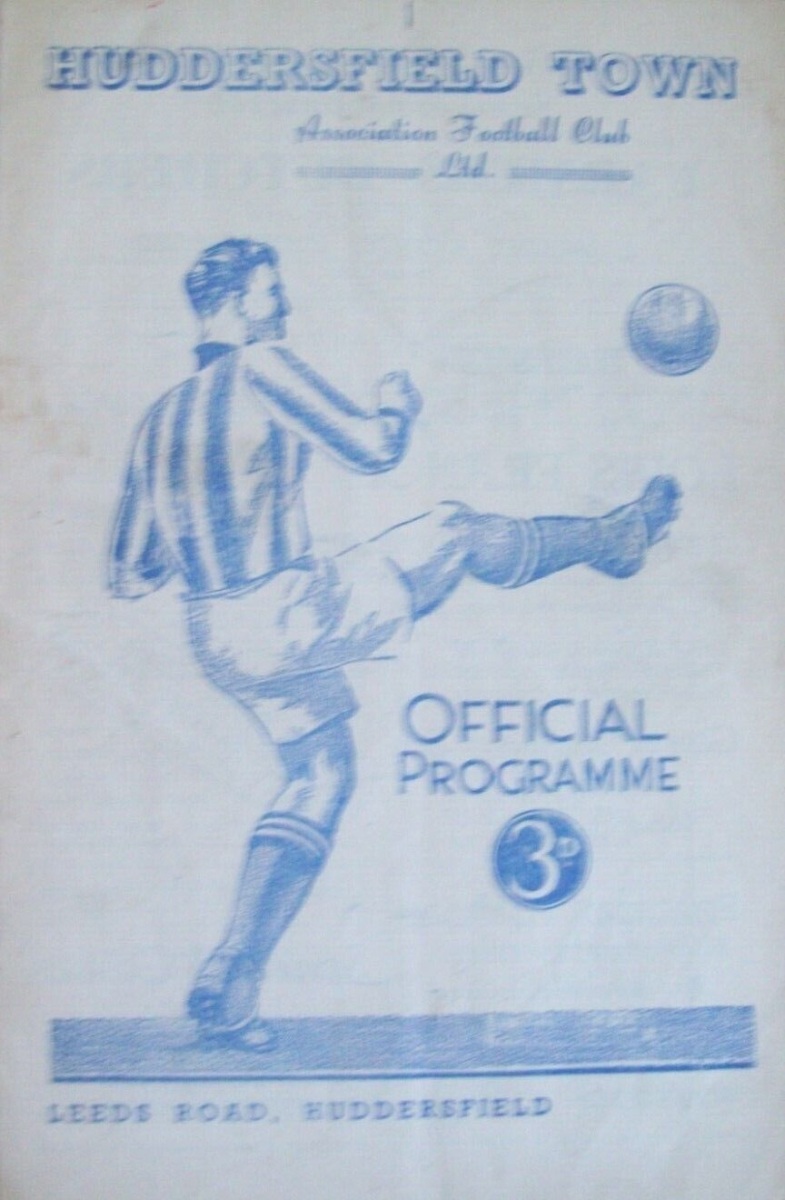 HUDDERSFIELD TOWN
Association Football Club
Ltd.
OFFICIAL
PROGRAMME
3D
LEEDS ROAD, HUDDERSFIELD